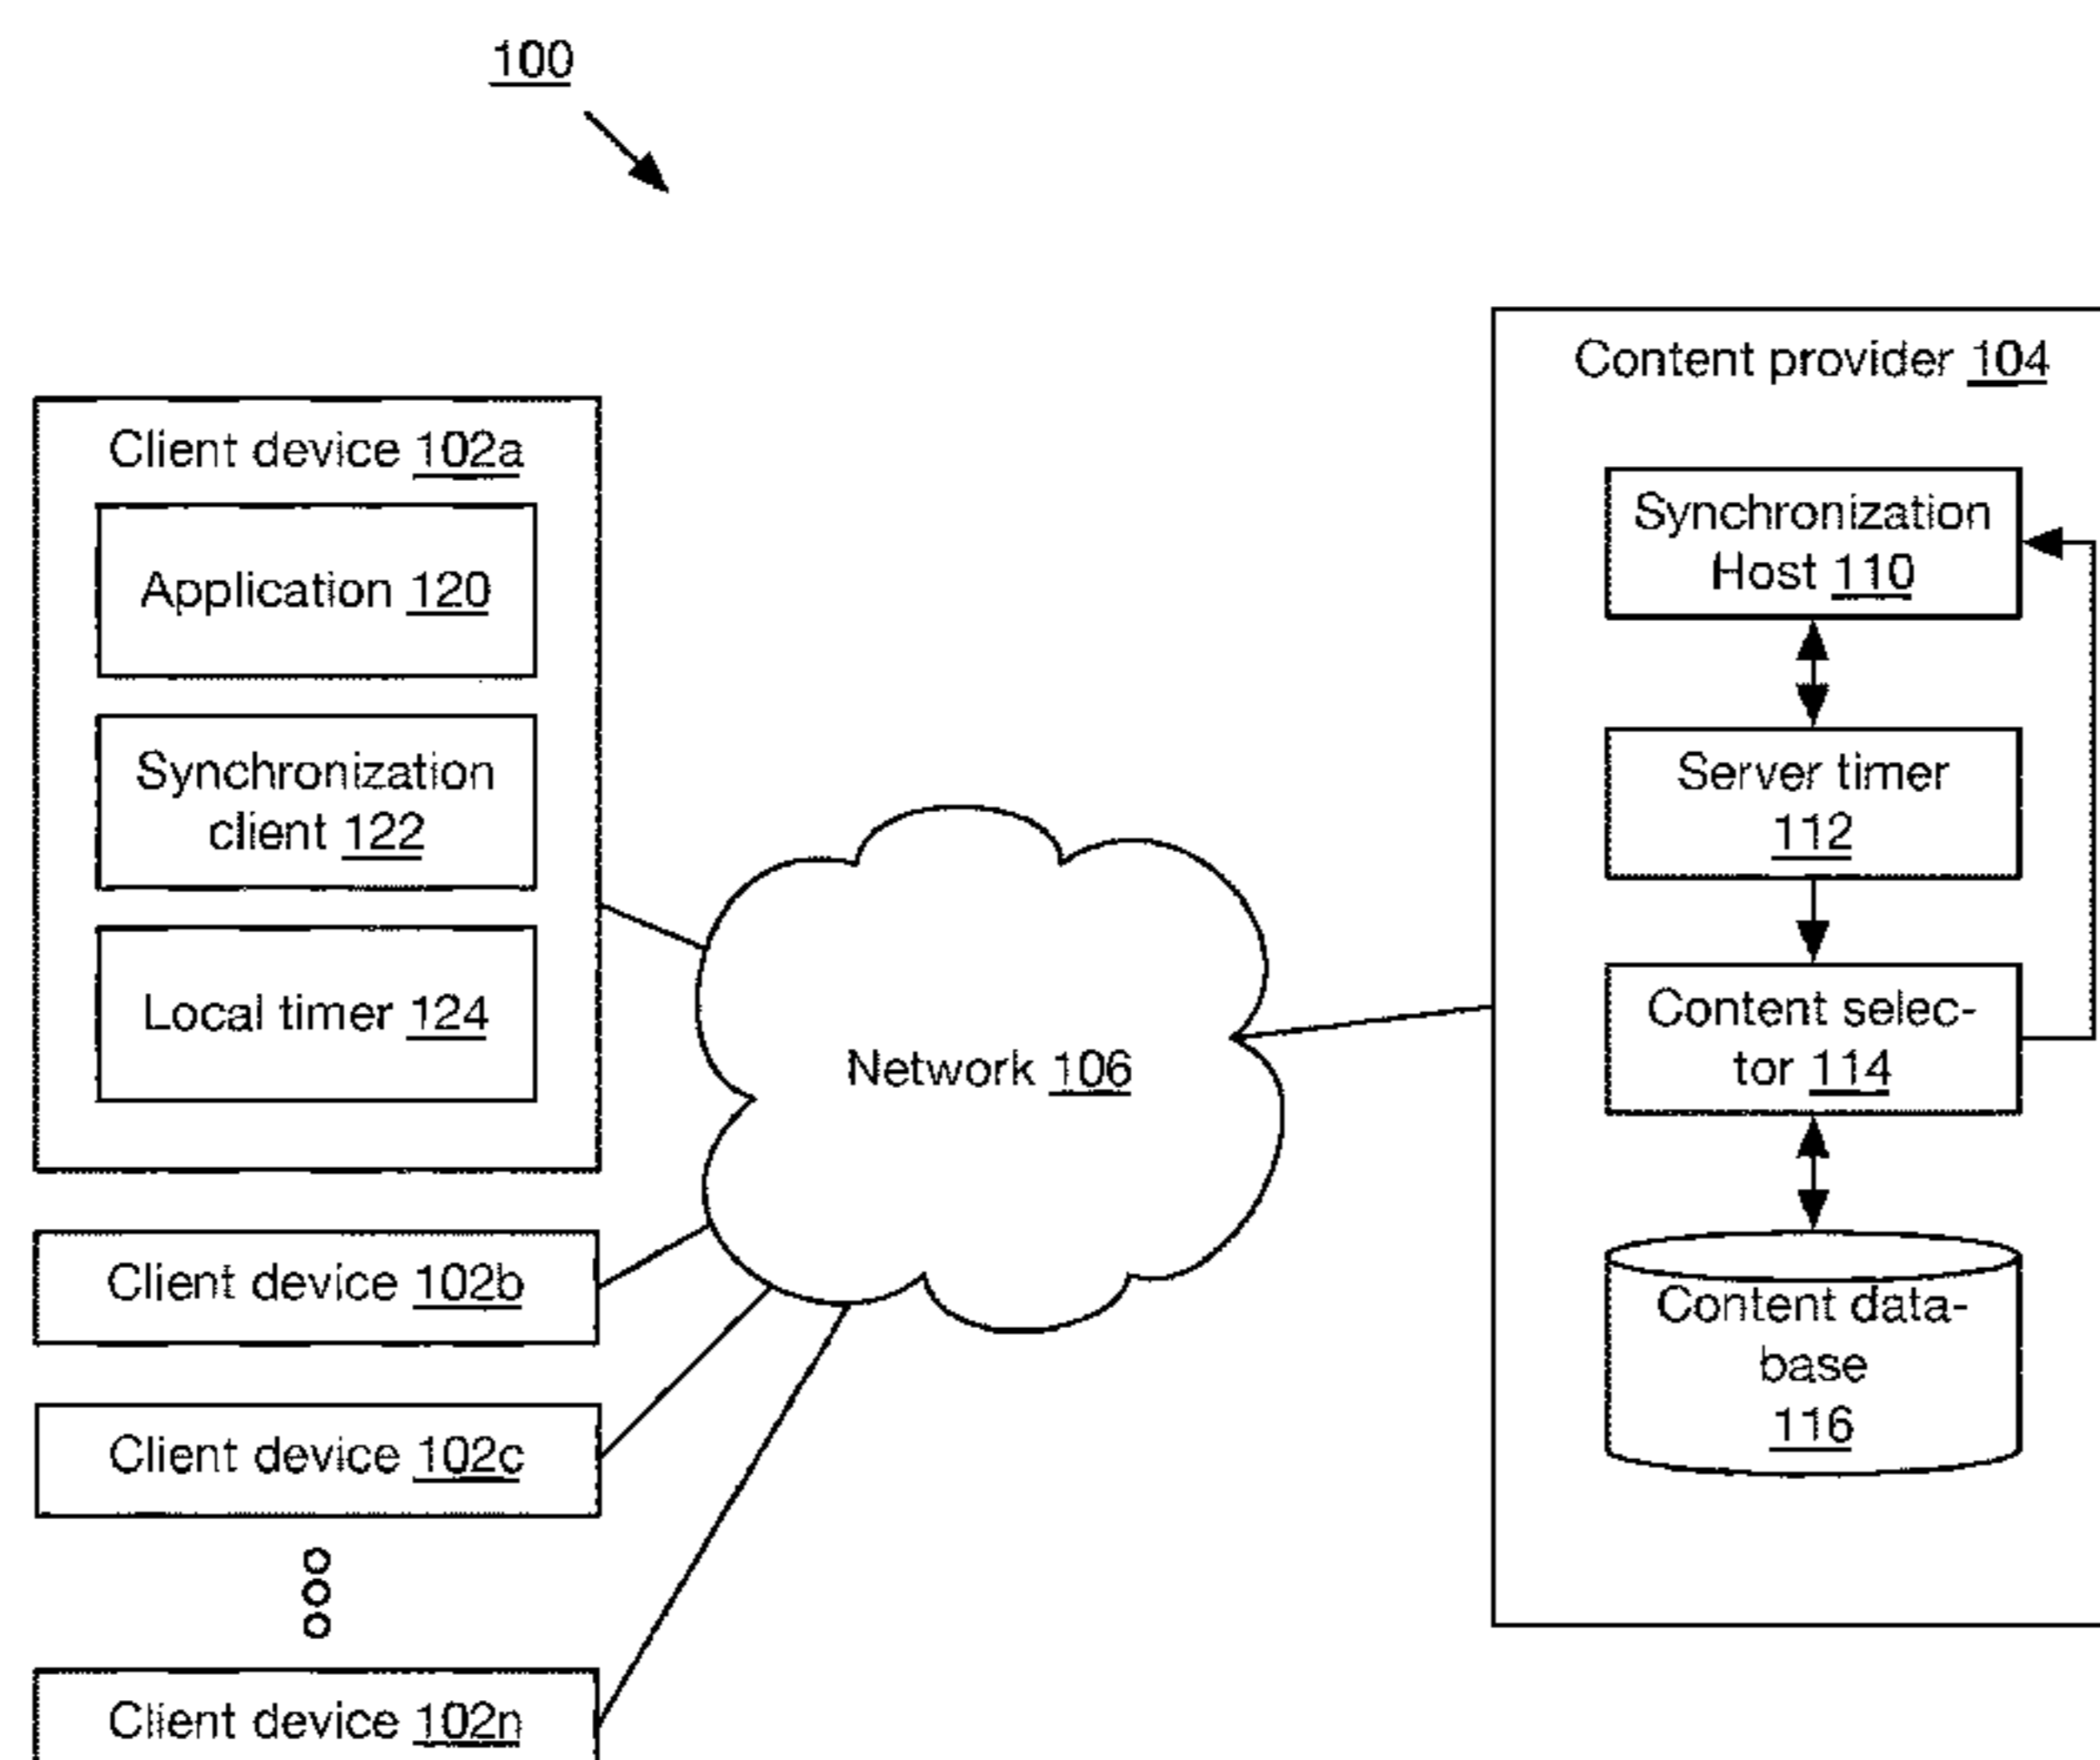 100
Client device 102a
Application 120
Synchronization
client 122
Local timer 124
Client device 102b
Client device 102c
Client device 102n
Network 106
Content provider 104
Synchronization
Host 110
Server timer
112
Content selec-
tor 114
Content data-
base
116